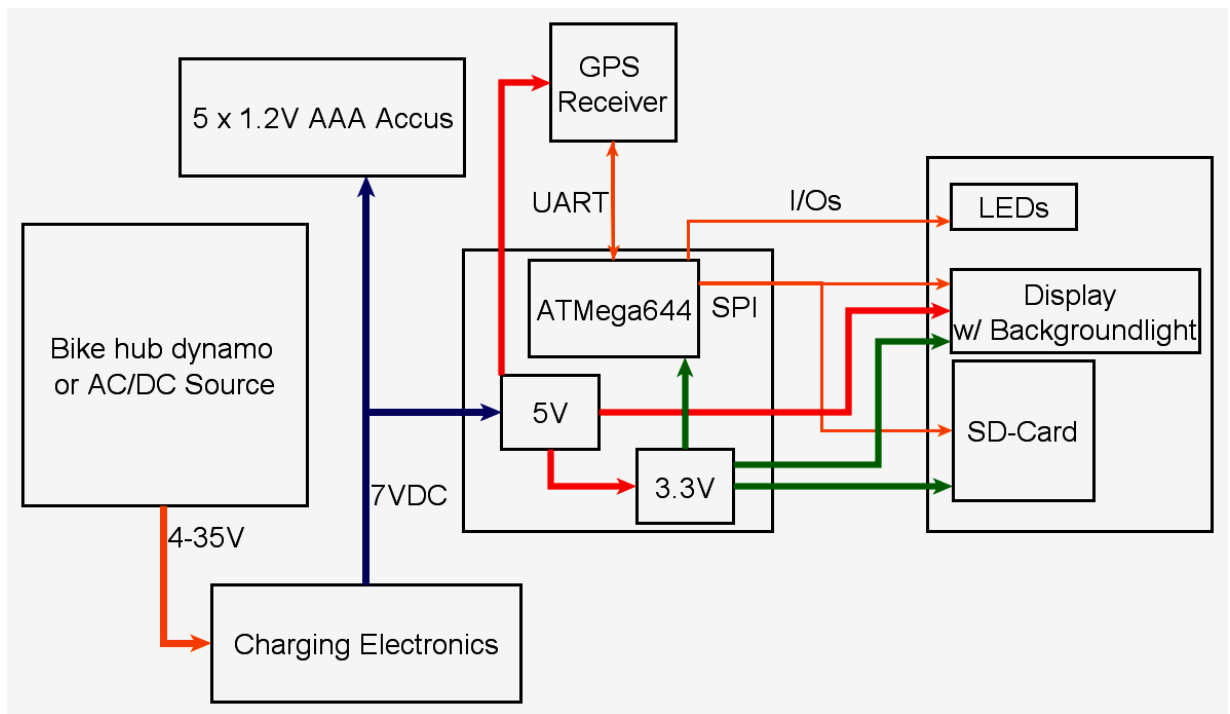 GPS
Receiver
5 x 1.2V AAA Accus
UART
I/Os
LEDs
Bike hub dynamo
or AC/DC Source
ATMega644
SPI
Display
w/ Backgroundlight
5V
SD-Card
3.3V
7VDC
4-35V
Charging Electronics